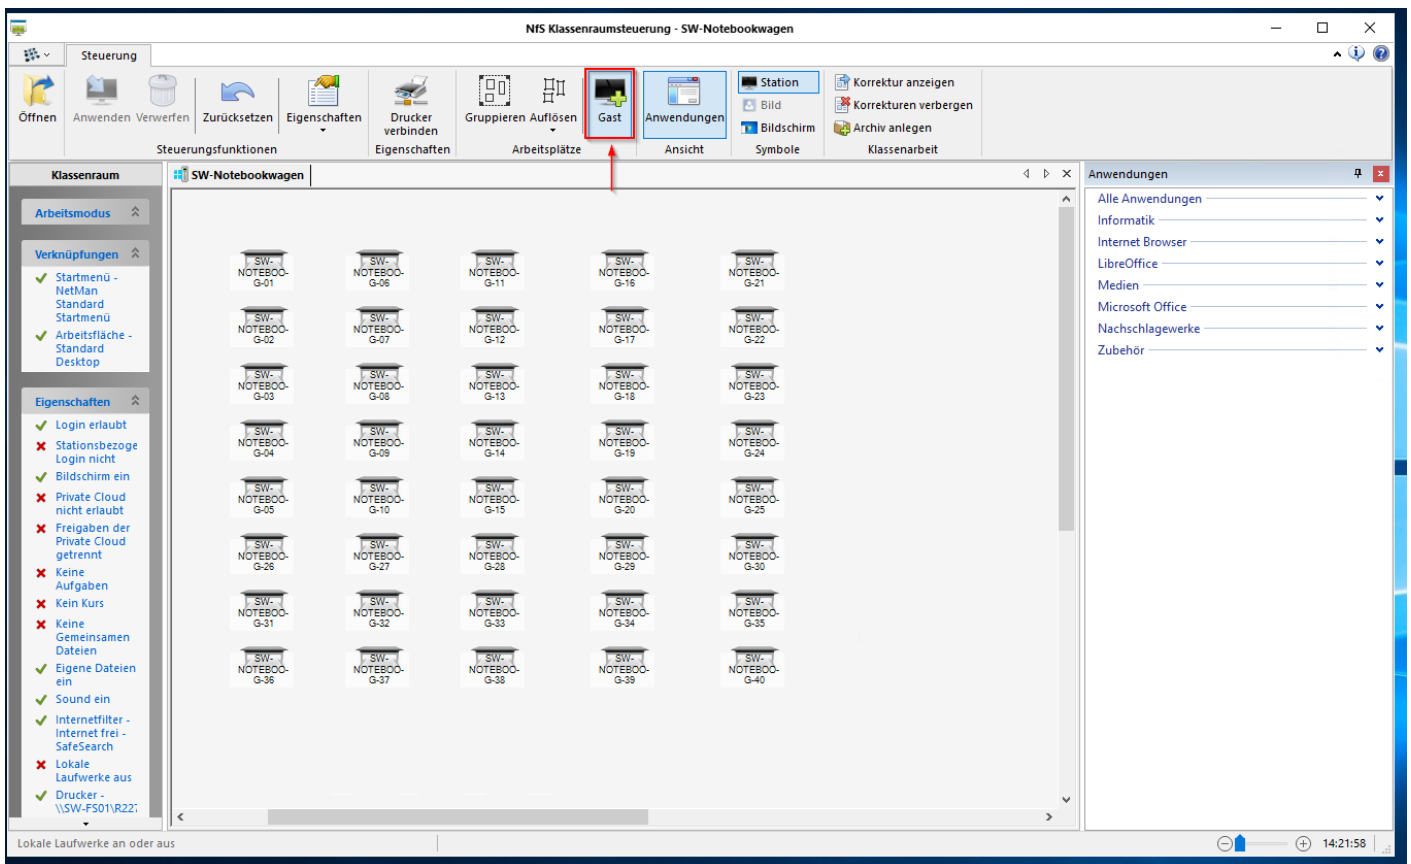 NfS Klassenraumsteuerung - SW-Notebookwagen
Steuerung
Öffnen
Anwenden
Verwerfen
Zurücksetzen
Eigenschaften
Drucker
verbinden
Gruppieren
Auflösen
Gast
Anwendungen
Station
Bild
Bildschirm
Korrektur anzeigen
Korrekturen verbergen
Archiv anlegen
Steuerungsfunktionen
Eigenschaften
Arbeitsplätze
Ansicht
Symbole
Klassenarbeit
Klassenraum
Arbeitsmodus
Verknüpfungen
Startmenü -
NetMan
Standard
Startmenü
Arbeitsfläche -
Standard
Desktop
Eigenschaften
Login erlaubt
Stationsbezoge
Login nicht
Bildschirm ein
Private Cloud
nicht erlaubt
Freigaben der
Private Cloud
getrennt
Keine
Aufgaben
Kein Kurs
Keine
Gemeinsamen
Dateien
Eigene Dateien
ein
Sound ein
Internetfilter -
Internet frei -
SafeSearch
Lokale
Laufwerke aus
Drucker -
\\SW-FS01\R227
SW-Notebookwagen
SW- SW- SW- SW- SW-
NOTEBOO- NOTEBOO- NOTEBOO- NOTEBOO- NOTEBOO-
G-01 G-06 G-11 G-16 G-21
SW- SW- SW- SW- SW-
NOTEBOO- NOTEBOO- NOTEBOO- NOTEBOO- NOTEBOO-
G-02 G-07 G-12 G-17 G-22
SW- SW- SW- SW- SW-
NOTEBOO- NOTEBOO- NOTEBOO- NOTEBOO- NOTEBOO-
G-03 G-08 G-13 G-18 G-23
SW- SW- SW- SW- SW-
NOTEBOO- NOTEBOO- NOTEBOO- NOTEBOO- NOTEBOO-
G-04 G-09 G-14 G-19 G-24
SW- SW- SW- SW- SW-
NOTEBOO- NOTEBOO- NOTEBOO- NOTEBOO- NOTEBOO-
G-05 G-10 G-15 G-20 G-25
SW- SW- SW- SW- SW-
NOTEBOO- NOTEBOO- NOTEBOO- NOTEBOO- NOTEBOO-
G-26 G-27 G-28 G-29 G-30
SW- SW- SW- SW- SW-
NOTEBOO- NOTEBOO- NOTEBOO- NOTEBOO- NOTEBOO-
G-31 G-32 G-33 G-34 G-35
SW- SW- SW- SW- SW-
NOTEBOO- NOTEBOO- NOTEBOO- NOTEBOO- NOTEBOO-
G-36 G-37 G-38 G-39 G-40
Anwendungen
Alle Anwendungen
Informatik
Internet Browser
LibreOffice
Medien
Microsoft Office
Nachschlagewerke
Zubehör
Lokale Laufwerke an oder aus
14:21:58